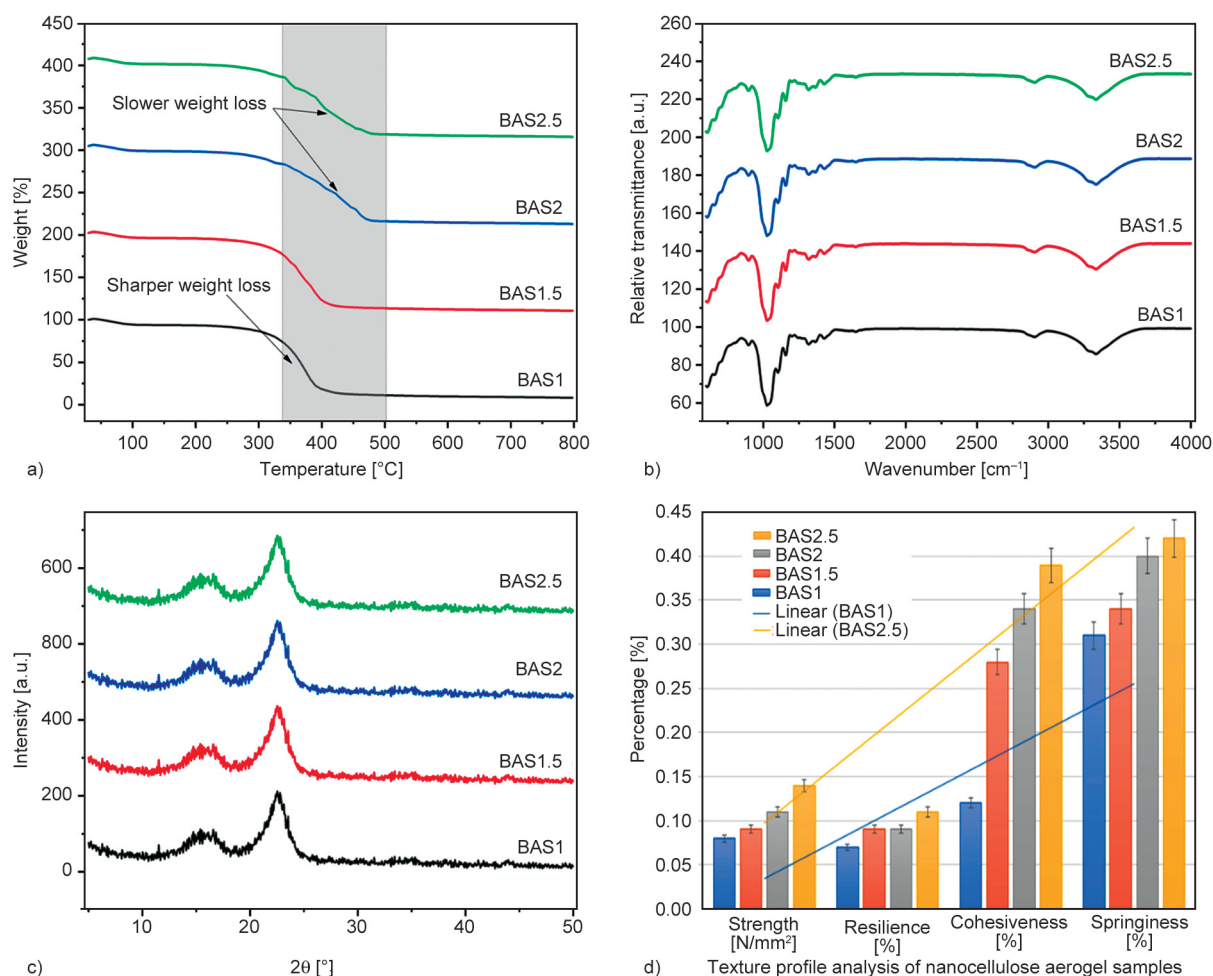 450
400
350
300
250
200
150
100
50
0
Weight [%]
Slower weight loss
Sharper weight loss
BAS2.5
BAS2
BAS1.5
BAS1
100 200 300 400 500 600 700 800
Temperature [°C]
a)
260
240
220
200
180
160
140
120
100
80
60
Relative transmittance [a.u.]
BAS2.5
BAS2
BAS1.5
BAS1
1000 1500 2000 2500 3000 3500 4000
Wavenumber [cm⁻¹]
b)
600
800
400
200
0
Intensity [a.u.]
BAS2.5
BAS2
BAS1.5
BAS1
10 20 30 40 50
2θ [°]
c)
0.45
0.40
0.35
0.30
0.25
0.20
0.15
0.10
0.05
0.00
Percentage [%]
BAS2.5
BAS2
BAS1.5
BAS1
Linear (BAS1)
Linear (BAS2.5)
Strength Resilience Cohesiveness Springiness
[N/mm²] [%] [%] [%]
d) Texture profile analysis of nanocellulose aerogel samples